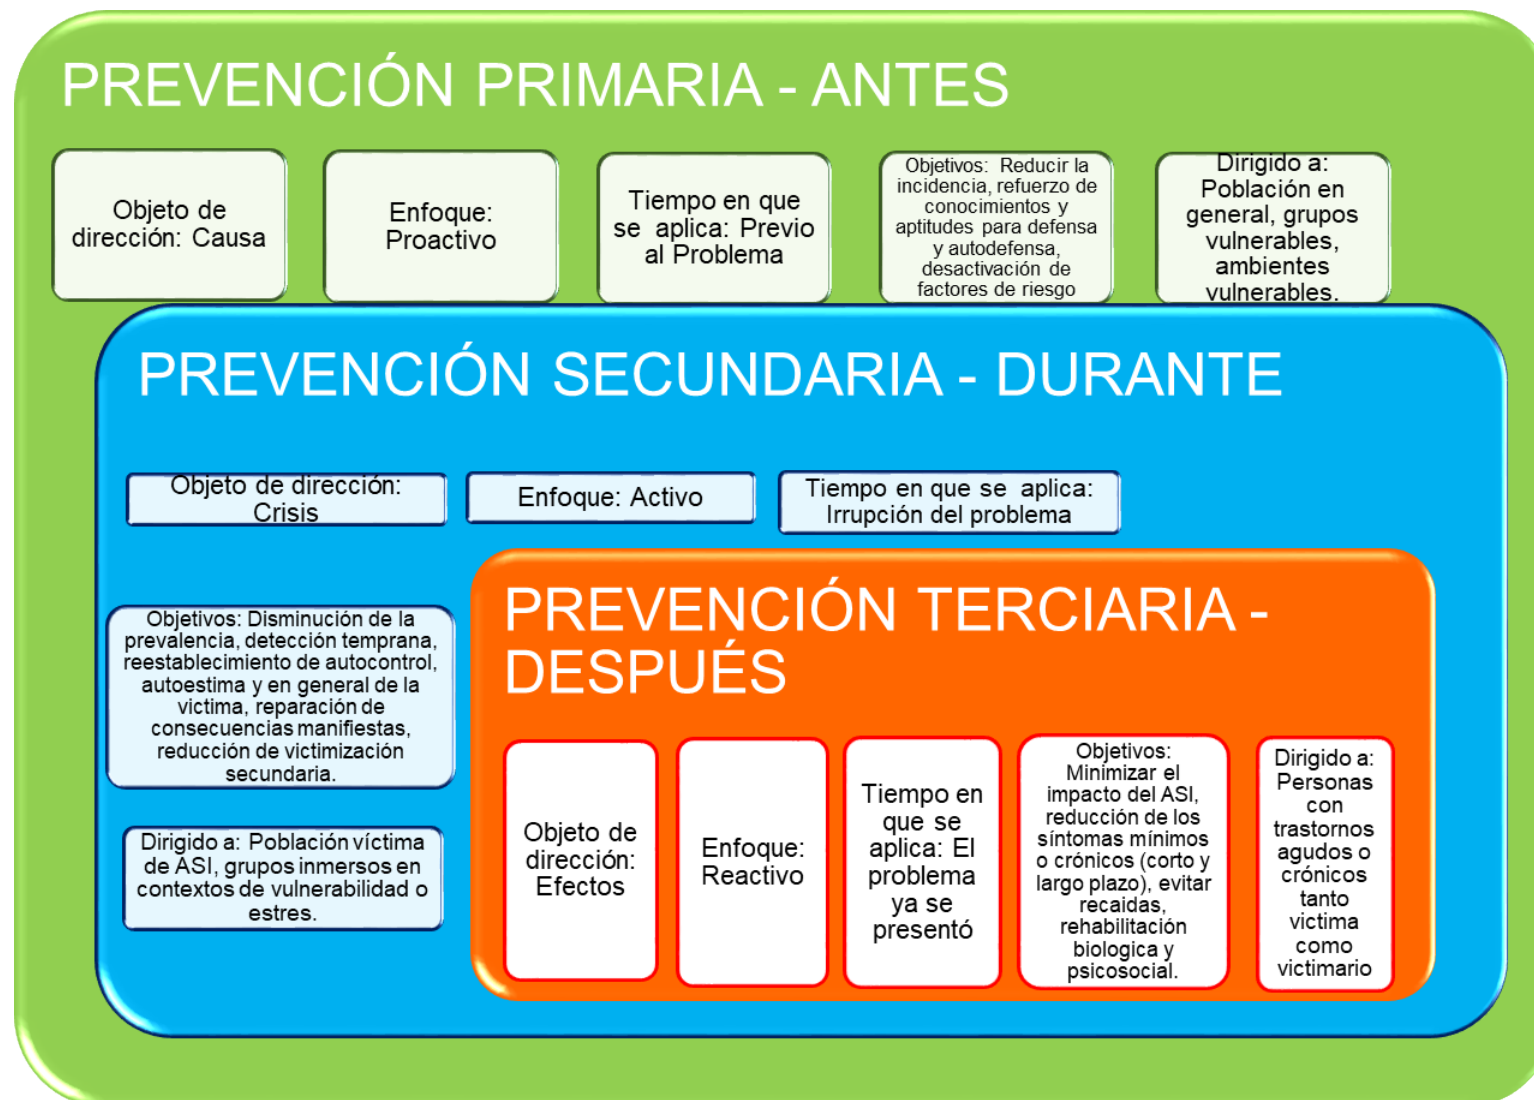 PREVENCIÓN PRIMARIA - ANTES
Objeto de
dirección: Causa
Enfoque:
Proactivo
Tiempo en que
se aplica: Previo
al Problema
Objetivos: Reducir la
incidencia, refuerzo de
conocimientos y
aptitudes para defensa
y autodefensa,
desactivación de
factores de riesgo
Dirigido a:
Población en
general, grupos
vulnerables,
ambientes
vulnerables.
PREVENCIÓN SECUNDARIA - DURANTE
Objeto de dirección:
Crisis
Enfoque: Activo
Tiempo en que se aplica:
Irrupción del problema
Objetivos: Disminución de la
prevalencia, detección temprana,
reestablecimiento de autocontrol,
autoestima y en general de la
victima, reparación de
consecuencias manifiestas,
reducción de victimización
secundaria.
Dirigido a: Población víctima
de ASI, grupos inmersos en
contextos de vulnerabilidad o
estres.
PREVENCIÓN TERCIARIA -
DESPUÉS
Objeto de
dirección:
Efectos
Enfoque:
Reactivo
Tiempo en
que se
aplica: El
problema
ya se
presentó
Objetivos:
Minimizar el
impacto del ASI,
reducción de los
síntomas mínimos
o crónicos (corto y
largo plazo), evitar
recaidas,
rehabilitación
biologica y
psicosocial.
Dirigido a:
Personas
con
trastornos
agudos o
crónicos
tanto
victima
como
victimario